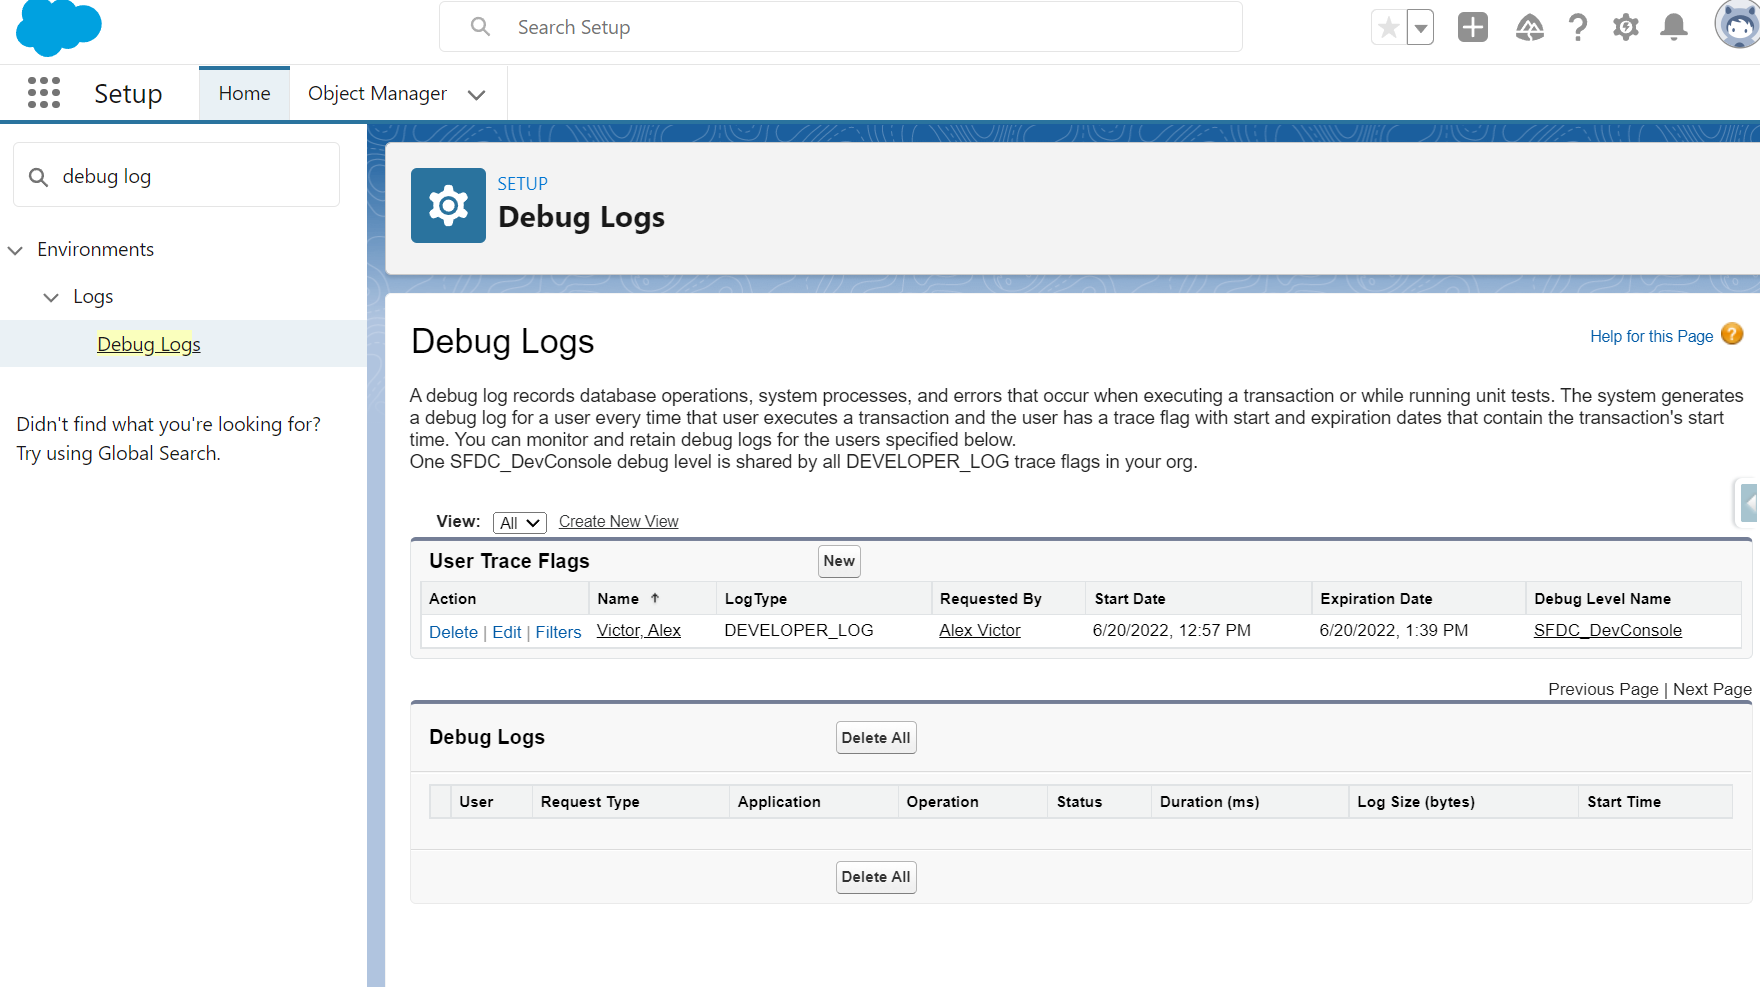 Search Setup
Setup
Home
Object Manager
debug log
Environments
Logs
Debug Logs
Didn't find what you're looking for?
Try using Global Search.
SETUP
Debug Logs
Debug Logs
Help for this Page ?
A debug log records database operations, system processes, and errors that occur when executing a transaction or while running unit tests. The system generates
a debug log for a user every time that user executes a transaction and the user has a trace flag with start and expiration dates that contain the transaction's start
time. You can monitor and retain debug logs for the users specified below.
One SFDC_DevConsole debug level is shared by all DEVELOPER_LOG trace flags in your org.
View: All Create New View
User Trace Flags New
Action Name LogType Requested By Start Date Expiration Date Debug Level Name
Delete | Edit | Filters Victor, Alex DEVELOPER_LOG Alex Victor 6/20/2022, 12:57 PM 6/20/2022, 1:39 PM SFDC_DevConsole
Previous Page | Next Page
Debug Logs Delete All
User Request Type Application Operation Status Duration (ms) Log Size (bytes) Start Time
Delete All